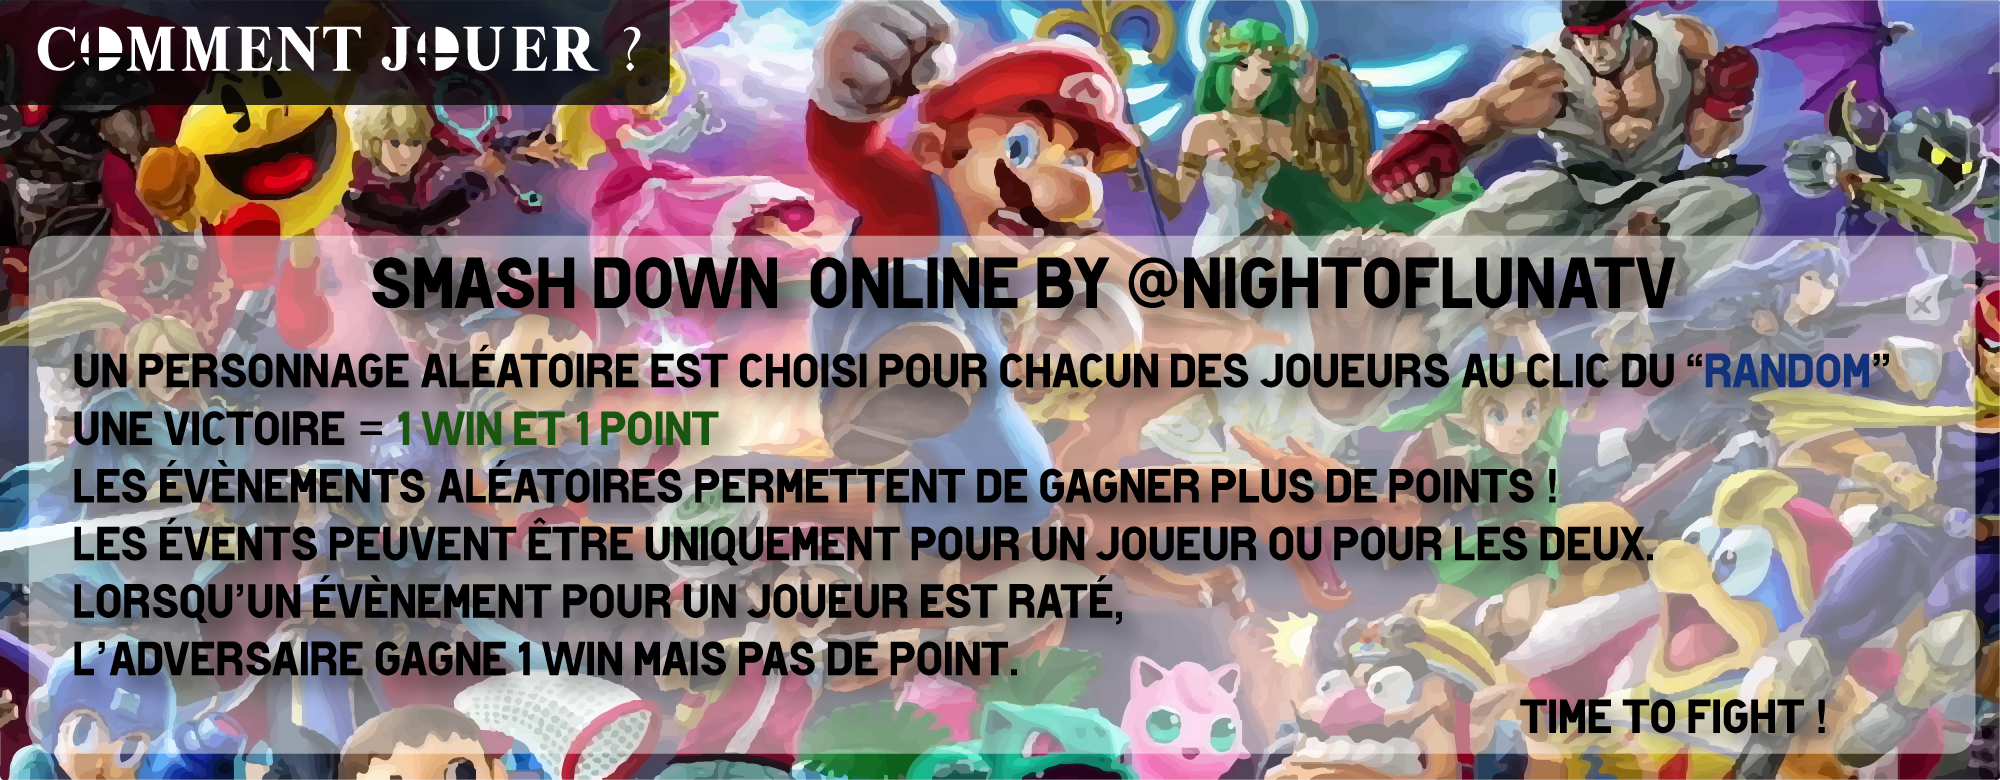 COMMENT JOUER ?
SMASH DOWN ONLINE BY @NIGHTOFLUNATV
UN PERSONNAGE ALÉATOIRE EST CHOISI POUR CHACUN DES JOUEURS AU CLIC DU “RANDOM”
UNE VICTOIRE = 1 WIN ET 1 POINT
LES ÉVÈNEMENTS ALÉATOIRES PERMETTENT DE GAGNER PLUS DE POINTS !
LES ÉVENTS PEUVENT ÊTRE UNIQUEMENT POUR UN JOUEUR OU POUR LES DEUX.
LORSQU’UN ÉVÈNEMENT POUR UN JOUEUR EST RATÉ,
L’ADVERSAIRE GAGNE 1 WIN MAIS PAS DE POINT.
TIME TO FIGHT !